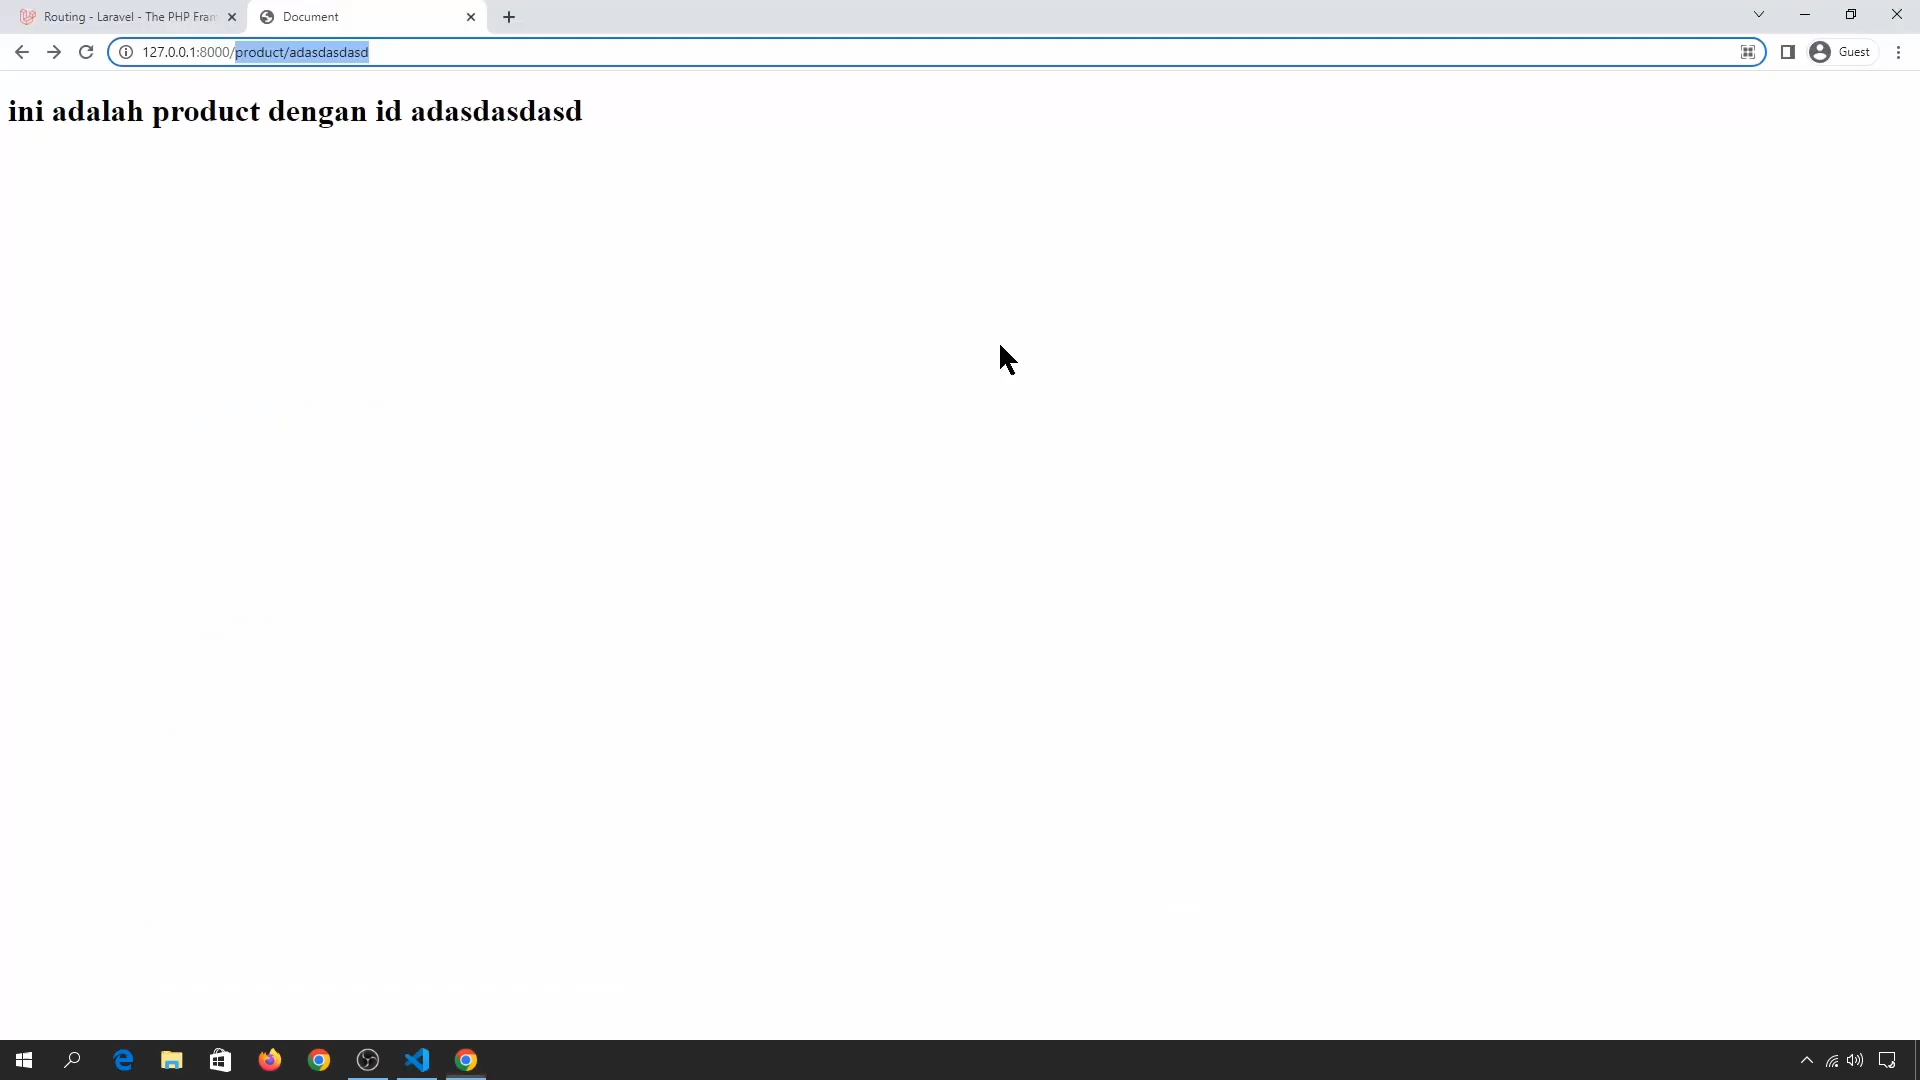 Routing - Laravel - The PHP Fram
Document
127.0.0.1:8000/product/adasdasdasd
Guest
ini adalah product dengan id adasdasdasd